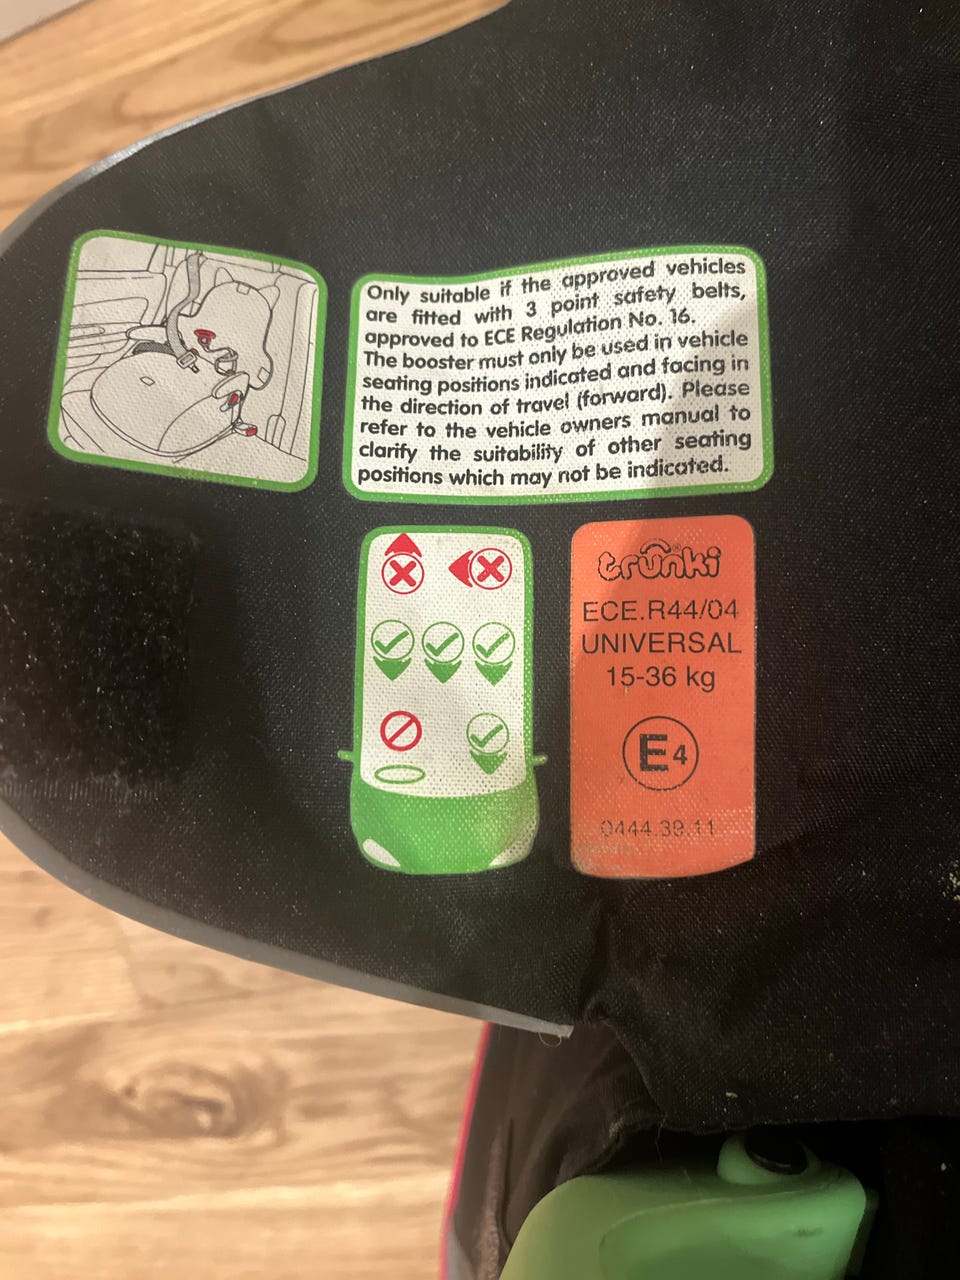 Only suitable if the approved vehicles
are fitted with 3 point safety belts,
approved to ECE Regulation No. 16.
The booster must only be used in vehicle
seating positions indicated and facing in
the direction of travel (forward). Please
refer to the vehicle owners manual to
clarify the suitability of other seating
positions which may not be indicated.
trunki®
ECE.R44/04
UNIVERSAL
15-36 kg
E4
0444.39.11